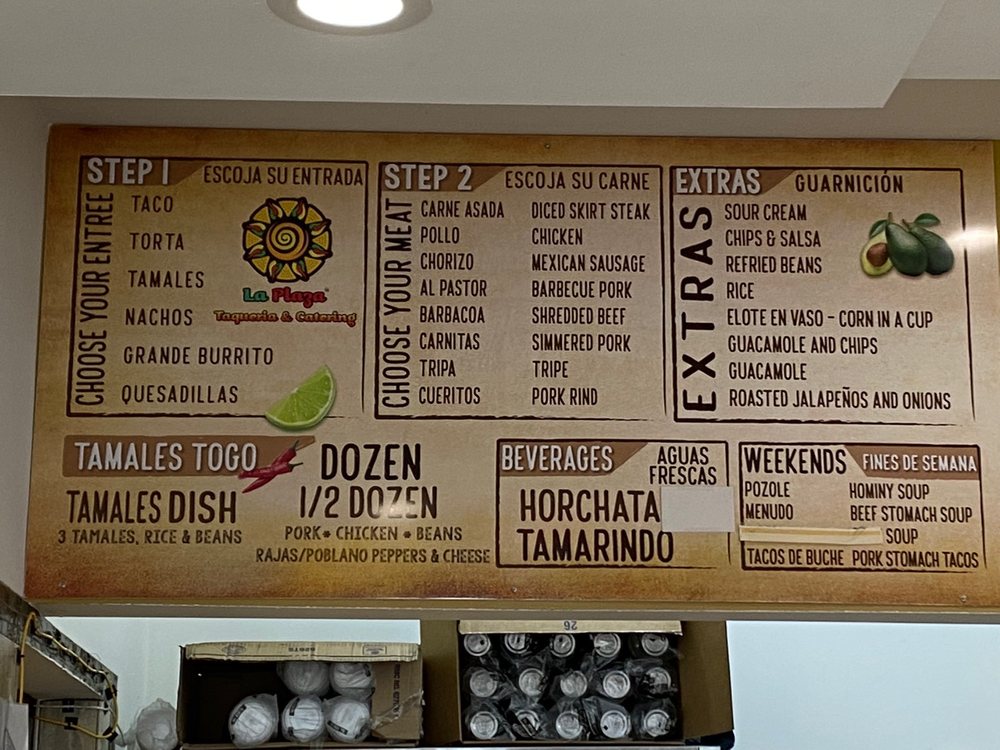 STEP 1 ESCOJA SU ENTRADA
CHOOSE YOUR ENTREE
TACO
TORTA
TAMALES
NACHOS
GRANDE BURRITO
QUESADILLAS
La Plaza
Taqueria & Catering
STEP 2 ESCOJA SU CARNE
CHOOSE YOUR MEAT
CARNE ASADA DICED SKIRT STEAK
POLLO CHICKEN
CHORIZO MEXICAN SAUSAGE
AL PASTOR BARBECUE PORK
BARBACOA SHREDDED BEEF
CARNITAS SIMMERED PORK
TRIPA TRIPE
CUERITOS PORK RIND
EXTRAS GUARNICIÓN
EXTRAS
SOUR CREAM
CHIPS & SALSA
REFRIED BEANS
RICE
ELOTE EN VASO - CORN IN A CUP
GUACAMOLE AND CHIPS
GUACAMOLE
ROASTED JALAPEÑOS AND ONIONS
TAMALES TOGO
TAMALES DISH
3 TAMALES, RICE & BEANS
DOZEN
1/2 DOZEN
PORK* CHICKEN * BEANS
RAJAS/POBLANO PEPPERS & CHEESE
BEVERAGES AGUAS
FRESCAS
HORCHATA
TAMARINDO
WEEKENDS FINES DE SEMANA
POZOLE HOMINY SOUP
MENUDO BEEF STOMACH SOUP
SOUP
TACOS DE BUCHE PORK STOMACH TACOS
26